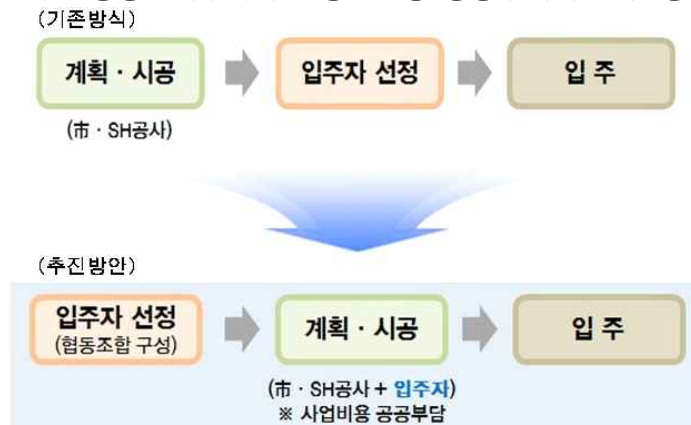 (기존방식)
계획 · 시공
입주자 선정
입 주
(市 · SH공사)
(추진방안)
입주자 선정
(협동조합 구성)
계획 · 시공
입 주
(市 · SH공사 + 입주자)
※ 사업비용 공공부담